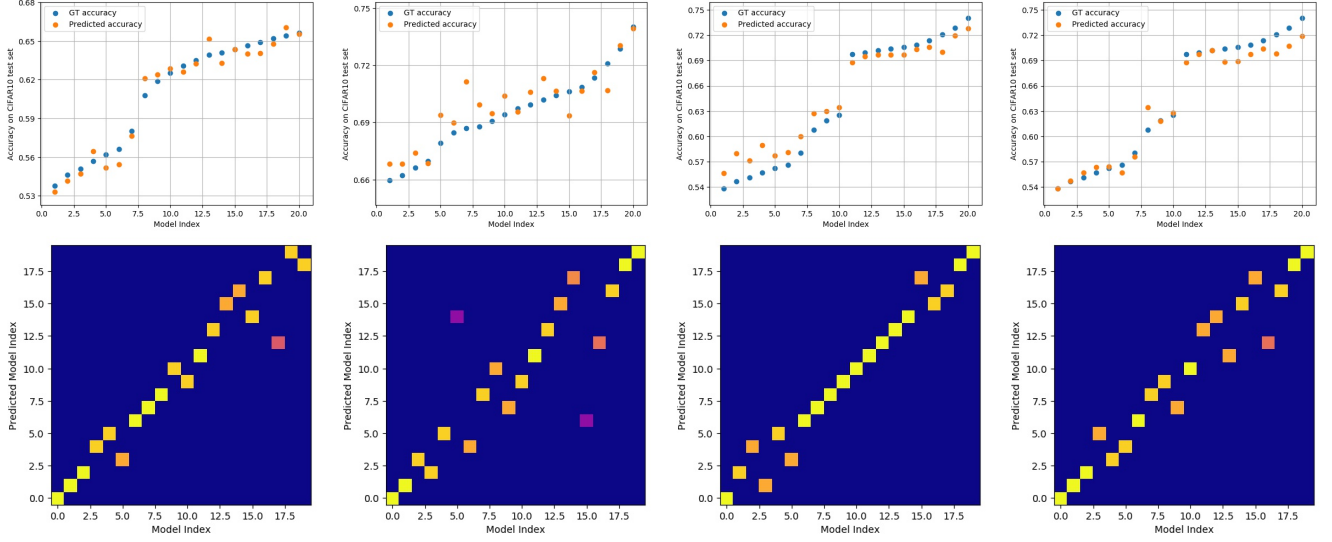 GT accuracy
Predicted accuracy
Accuracy on CIFAR10 test set
0.68
0.65
0.62
0.59
0.56
0.53
0.0 2.5 5.0 7.5 10.0 12.5 15.0 17.5 20.0
Model Index
GT accuracy
Predicted accuracy
Accuracy on CIFAR10 test set
0.75
0.72
0.69
0.66
0.0 2.5 5.0 7.5 10.0 12.5 15.0 17.5 20.0
Model Index
GT accuracy
Predicted accuracy
Accuracy on CIFAR10 test set
0.75
0.72
0.69
0.66
0.63
0.60
0.57
0.54
0.0 2.5 5.0 7.5 10.0 12.5 15.0 17.5 20.0
Model Index
GT accuracy
Predicted accuracy
Accuracy on CIFAR10 test set
0.75
0.72
0.69
0.66
0.63
0.60
0.57
0.54
0.0 2.5 5.0 7.5 10.0 12.5 15.0 17.5 20.0
Model Index
Predicted Model Index
17.5
15.0
12.5
10.0
7.5
5.0
2.5
0.0
0.0 2.5 5.0 7.5 10.0 12.5 15.0 17.5
Model Index
Predicted Model Index
17.5
15.0
12.5
10.0
7.5
5.0
2.5
0.0
0.0 2.5 5.0 7.5 10.0 12.5 15.0 17.5
Model Index
Predicted Model Index
17.5
15.0
12.5
10.0
7.5
5.0
2.5
0.0
0.0 2.5 5.0 7.5 10.0 12.5 15.0 17.5
Model Index
Predicted Model Index
17.5
15.0
12.5
10.0
7.5
5.0
2.5
0.0
0.0 2.5 5.0 7.5 10.0 12.5 15.0 17.5
Model Index